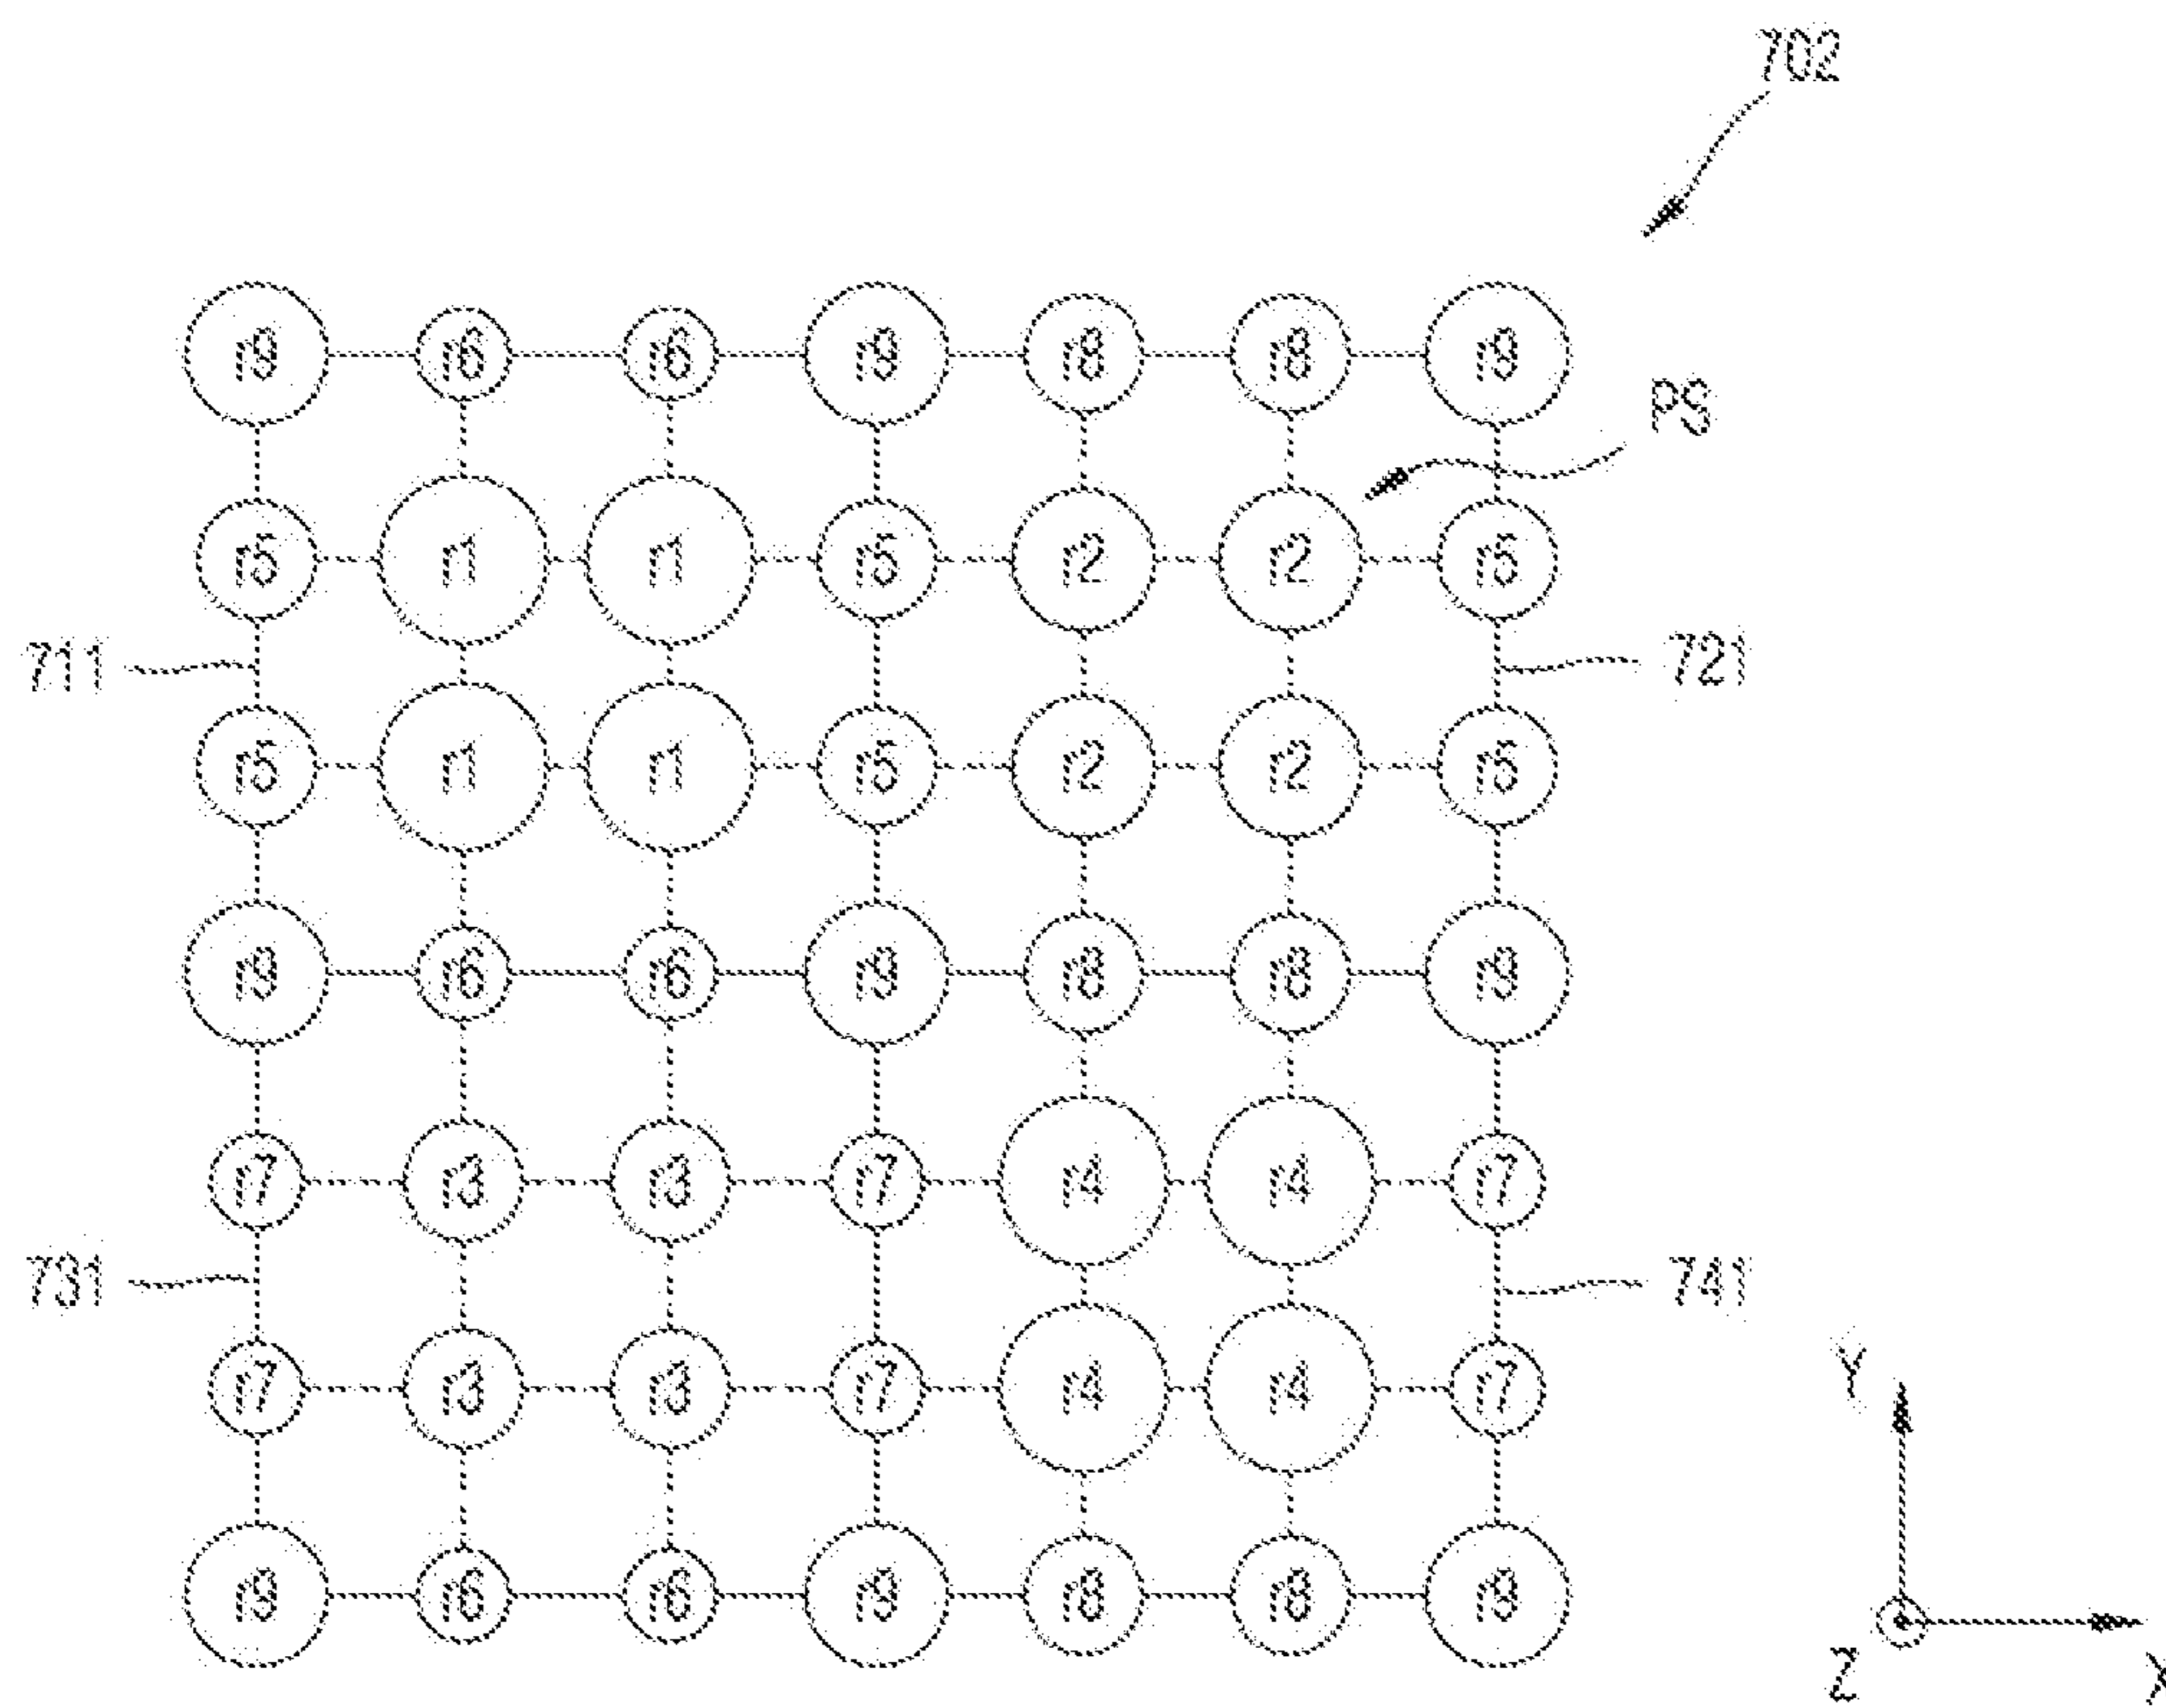 702
r9 r6 r6 r9 r8 r8 r9
PS
r5 r1 r1 r5 r2 r2 r5
711 721
r5 r1 r1 r5 r2 r2 r5
r9 r6 r6 r9 r8 r8 r9
r7 r3 r3 r7 r4 r4 r7
731 741
r7 r3 r3 r7 r4 r4 r7
Y
r9 r6 r6 r9 r8 r8 r9
Z X